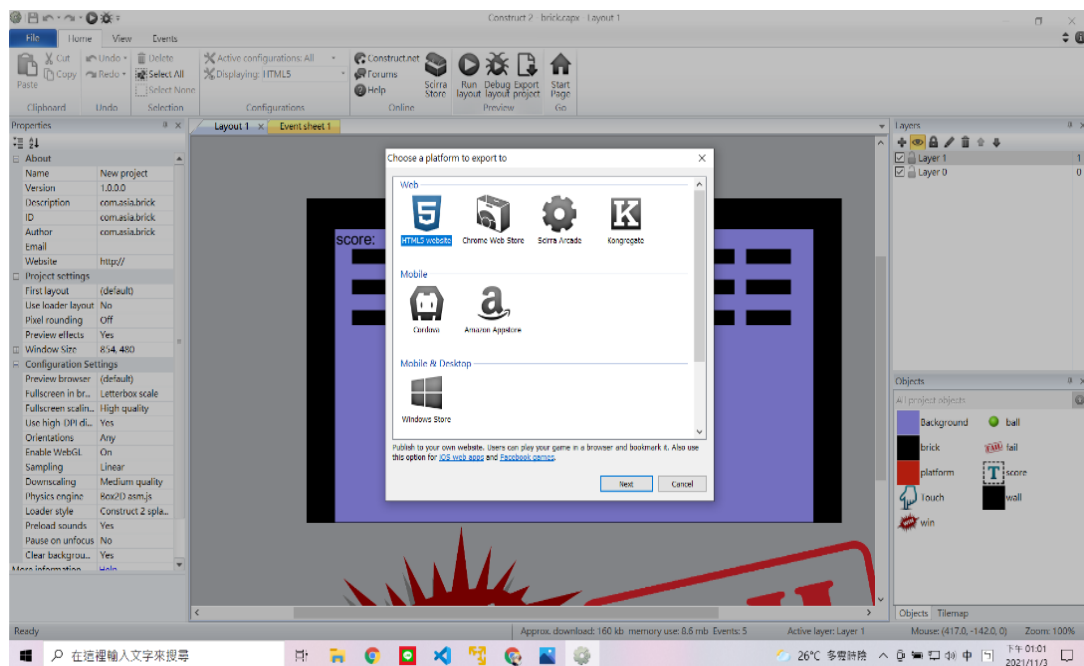 Construct 2 - brick.capx - Layout 1
File Home View Events
Paste
Cut
Copy
Clipboard
Undo
Redo
Undo
Delete
Select All
Select None
Selection
Active configurations: All
Displaying: HTML5
Configurations
Construct.net
Forums
Help
Scirra Store
Online
Run layout
Debug layout
Export project
Preview
Start Page
Go
Properties
About
Name New project
Version 1.0.0.0
Description com.asia.brick
ID com.asia.brick
Author com.asia.brick
Email
Website http://
Project settings
First layout (default)
Use loader layout No
Pixel rounding Off
Preview effects Yes
Window Size 854, 480
Configuration Settings
Preview browser (default)
Fullscreen in br... Letterbox scale
Fullscreen scalin... High quality
Use high-DPI di... Yes
Orientations Any
Enable WebGL On
Sampling Linear
Downscaling Medium quality
Physics engine Box2D asm.js
Loader style Construct 2 spla...
Preload sounds Yes
Pause on unfocus No
Clear backgrou... Yes
More information Help
Layout 1 × Event sheet 1
score:
Choose a platform to export to
Web
HTML5 website
Chrome Web Store
Scirra Arcade
Kongregate
Mobile
Cordova
Amazon Appstore
Mobile & Desktop
Windows Store
Publish to your own website. Users can play your game in a browser and bookmark it. Also use
this option for iOS web apps and Facebook games.
Next Cancel
Layers
Layer 1 1
Layer 0 0
Objects
All project objects
Background
ball
brick
fail
platform
score
Touch
wall
win
Objects Tilemap
Ready
Approx. download: 160 kb memory use: 8.6 mb Events: 5
Active layer: Layer 1
Mouse: (417.0, -142.0, 0)
Zoom: 100%
在這裡輸入文字來搜尋
26°C 多雲時陰
中
下午 01:01
2021/11/3